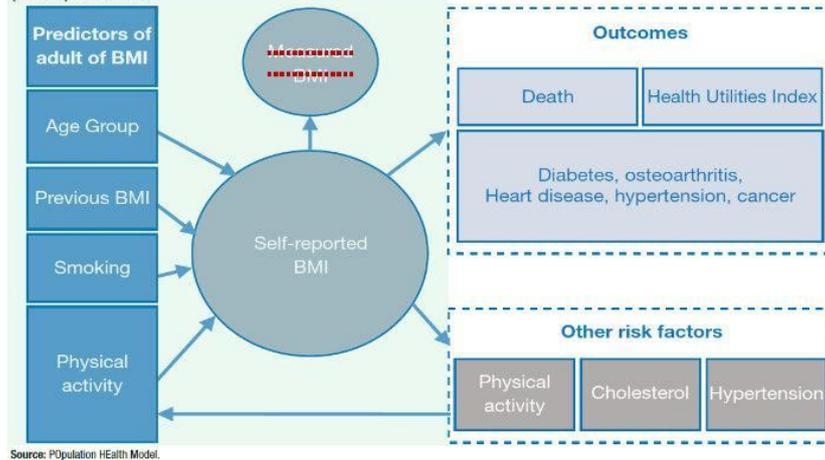 Predictors of
adult of BMI
Age Group
Previous BMI
Smoking
Physical
activity
Measured
BMI
Self-reported
BMI
Outcomes
Death
Health Utilities Index
Diabetes, osteoarthritis,
Heart disease, hypertension, cancer
Other risk factors
Physical
activity
Cholesterol
Hypertension
Source: POpulation HEalth Model.